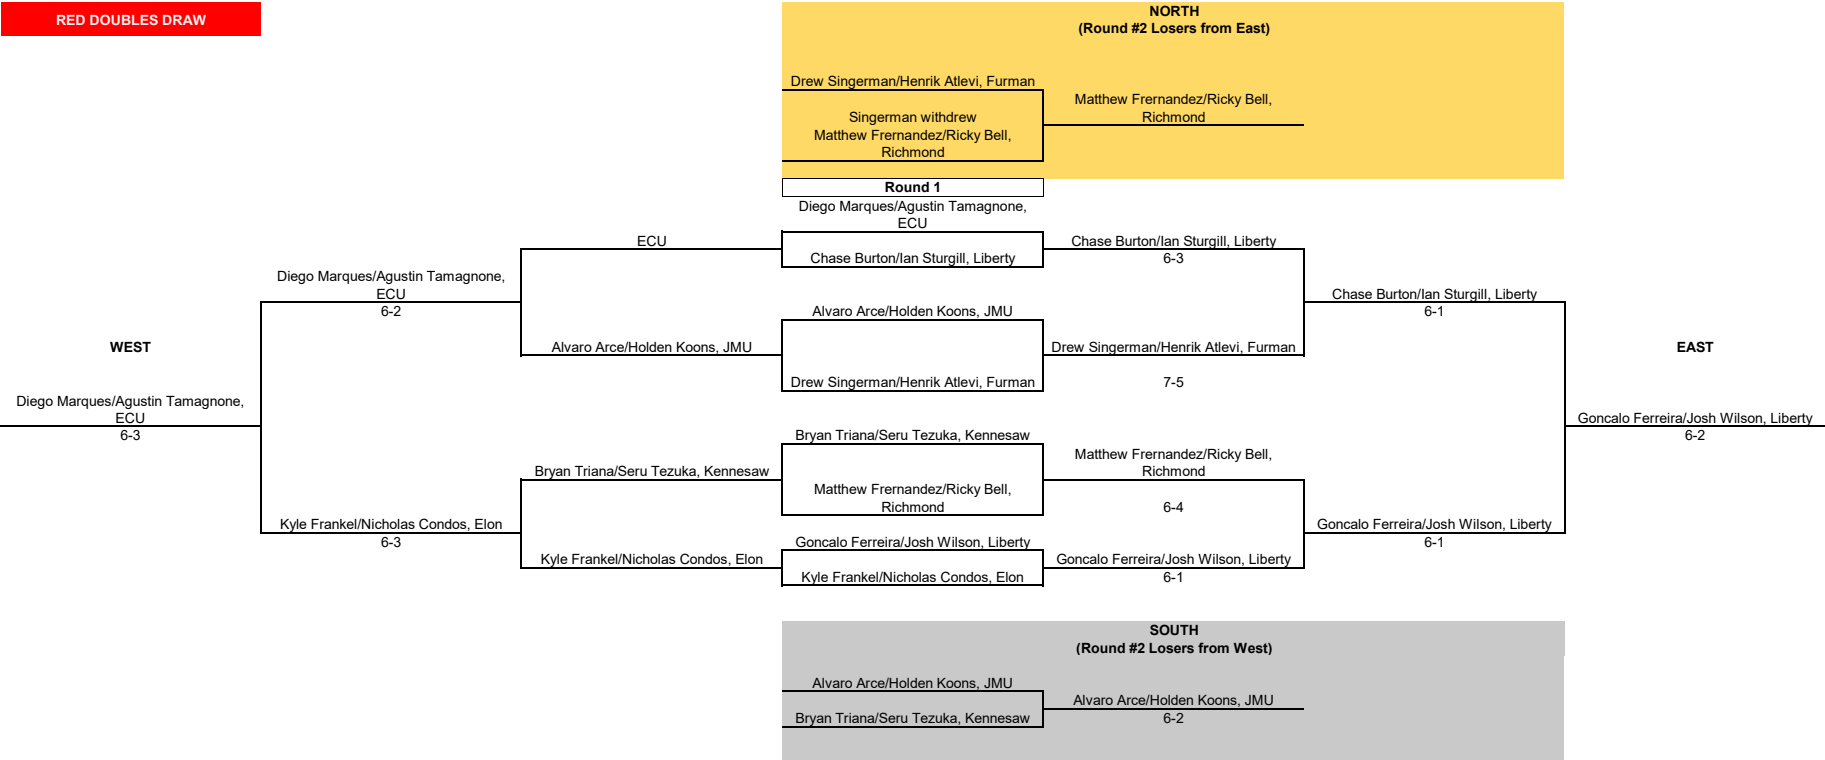 RED DOUBLES DRAW
NORTH
(Round #2 Losers from East)
Drew Singerman/Henrik Atlevi, Furman
Singerman withdrew
Matthew Frernandez/Ricky Bell,
Richmond
Matthew Frernandez/Ricky Bell,
Richmond
Round 1
Diego Marques/Agustin Tamagnone,
ECU
Chase Burton/Ian Sturgill, Liberty
Alvaro Arce/Holden Koons, JMU
Drew Singerman/Henrik Atlevi, Furman
Bryan Triana/Seru Tezuka, Kennesaw
Matthew Frernandez/Ricky Bell,
Richmond
Goncalo Ferreira/Josh Wilson, Liberty
Kyle Frankel/Nicholas Condos, Elon
ECU
Alvaro Arce/Holden Koons, JMU
Bryan Triana/Seru Tezuka, Kennesaw
Kyle Frankel/Nicholas Condos, Elon
Diego Marques/Agustin Tamagnone,
ECU
6-2
Kyle Frankel/Nicholas Condos, Elon
6-3
WEST
Diego Marques/Agustin Tamagnone,
ECU
6-3
Chase Burton/Ian Sturgill, Liberty
6-3
Drew Singerman/Henrik Atlevi, Furman
7-5
Matthew Frernandez/Ricky Bell,
Richmond
6-4
Goncalo Ferreira/Josh Wilson, Liberty
6-1
Chase Burton/Ian Sturgill, Liberty
6-1
Goncalo Ferreira/Josh Wilson, Liberty
6-1
EAST
Goncalo Ferreira/Josh Wilson, Liberty
6-2
SOUTH
(Round #2 Losers from West)
Alvaro Arce/Holden Koons, JMU
Bryan Triana/Seru Tezuka, Kennesaw
Alvaro Arce/Holden Koons, JMU
6-2